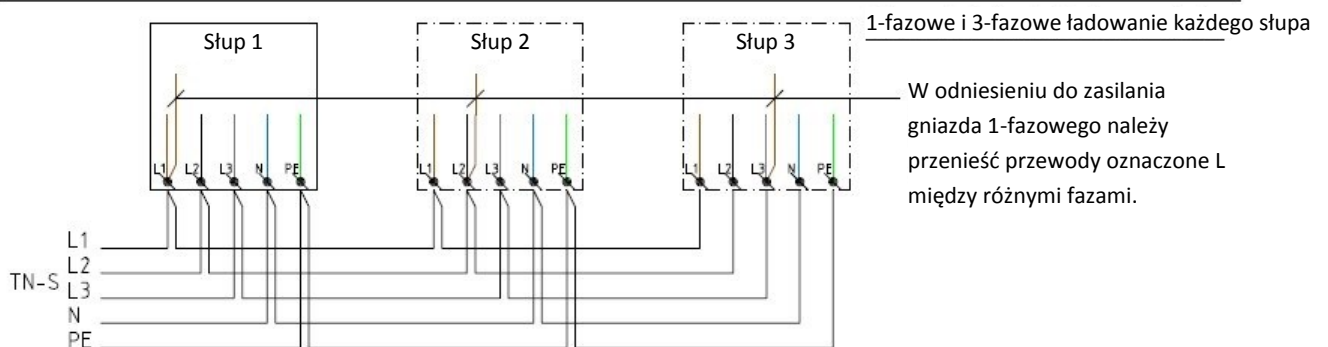 1-fazowe i 3-fazowe ładowanie każdego słupa
Słup 1
Słup 2
Słup 3
W odniesieniu do zasilania
gniazda 1-fazowego należy
przenieść przewody oznaczone L
między różnymi fazami.
L1 L2 L3 N PE
L1 L2 L3 N PE
L1 L2 L3 N PE
L1
L2
TN-S
L3
N
PE